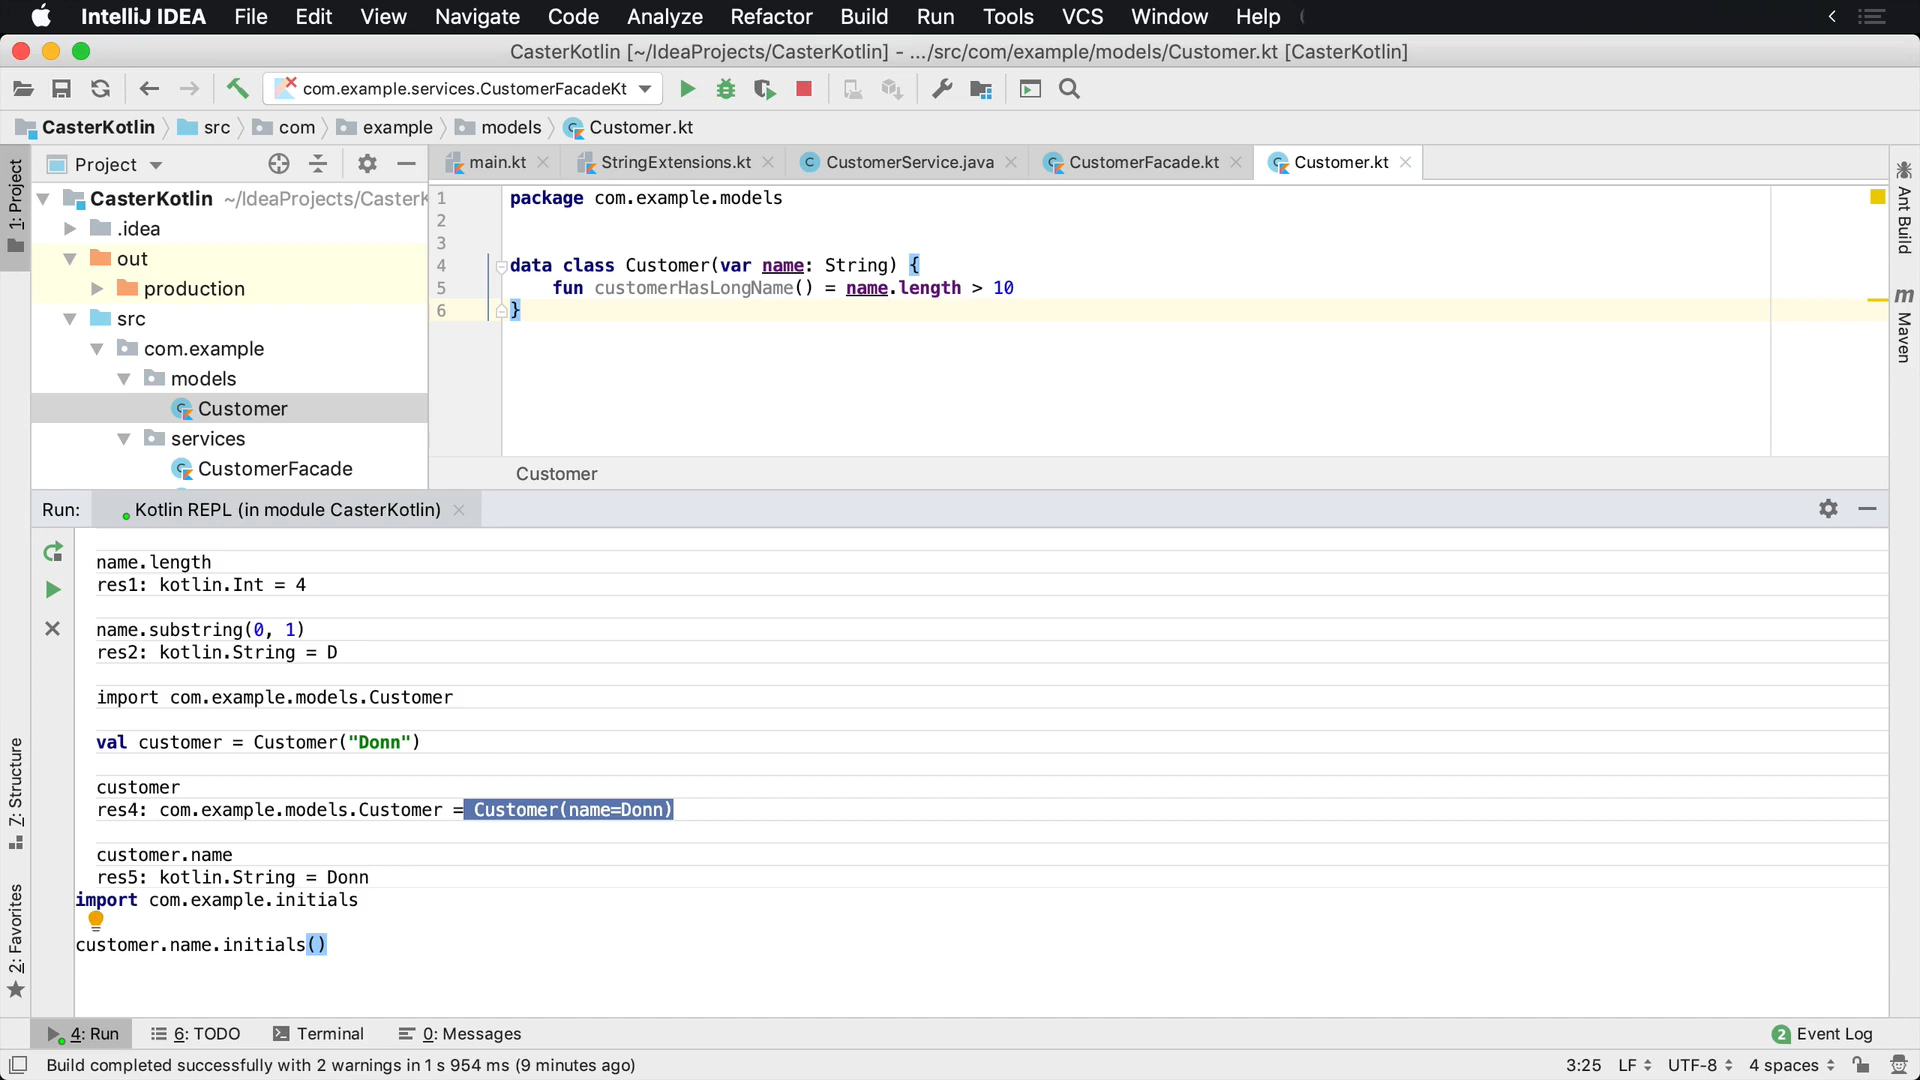 IntelliJ IDEA File Edit View Navigate Code Analyze Refactor Build Run Tools VCS Window Help
CasterKotlin [~/IdeaProjects/CasterKotlin] - .../src/com/example/models/Customer.kt [CasterKotlin]
com.example.services.CustomerFacadeKt
CasterKotlin src com example models Customer.kt
1: Project
Project
main.kt StringExtensions.kt CustomerService.java CustomerFacade.kt Customer.kt
CasterKotlin ~/IdeaProjects/CasterK
.idea
out
production
src
com.example
models
Customer
services
CustomerFacade
1 package com.example.models
2
3
4 data class Customer(var name: String) {
5 fun customerHasLongName() = name.length > 10
6 }
Customer
Ant Build
m Maven
Run: Kotlin REPL (in module CasterKotlin)
name.length
res1: kotlin.Int = 4
name.substring(0, 1)
res2: kotlin.String = D
import com.example.models.Customer
val customer = Customer("Donn")
customer
res4: com.example.models.Customer = Customer(name=Donn)
customer.name
res5: kotlin.String = Donn
import com.example.initials
customer.name.initials()
Z: Structure
2: Favorites
4: Run 6: TODO Terminal 0: Messages 2 Event Log
Build completed successfully with 2 warnings in 1 s 954 ms (9 minutes ago) 3:25 LF UTF-8 4 spaces